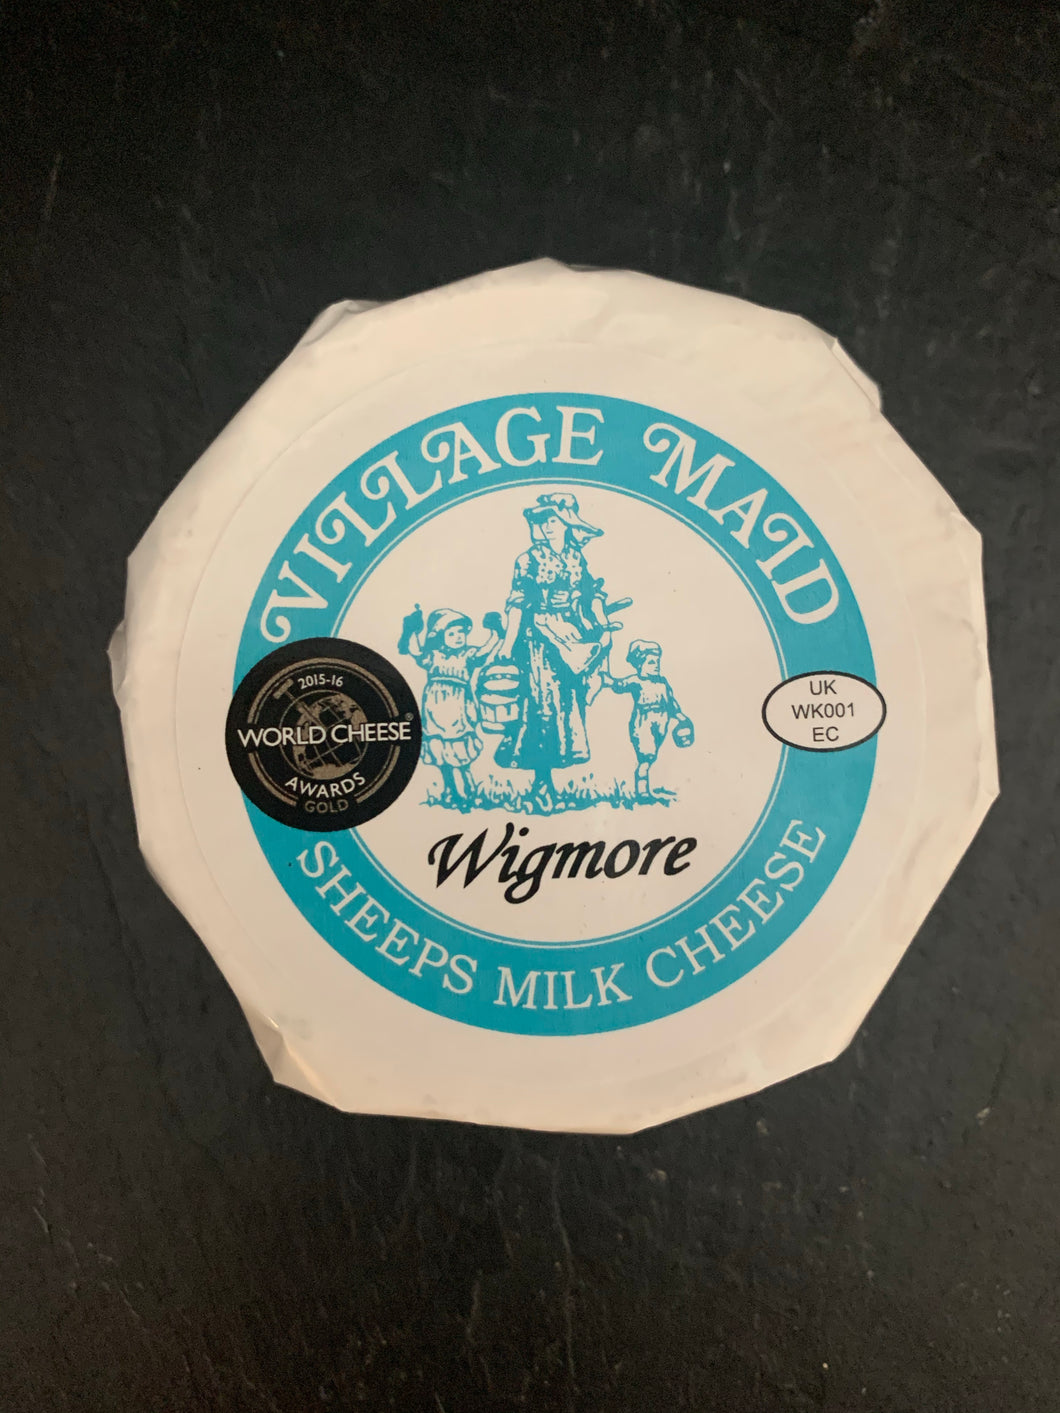 VILLAGE MAID
2015-16
WORLD CHEESE®
AWARDS
GOLD
UK
WK001
EC
Wigmore
SHEEPS MILK CHEESE